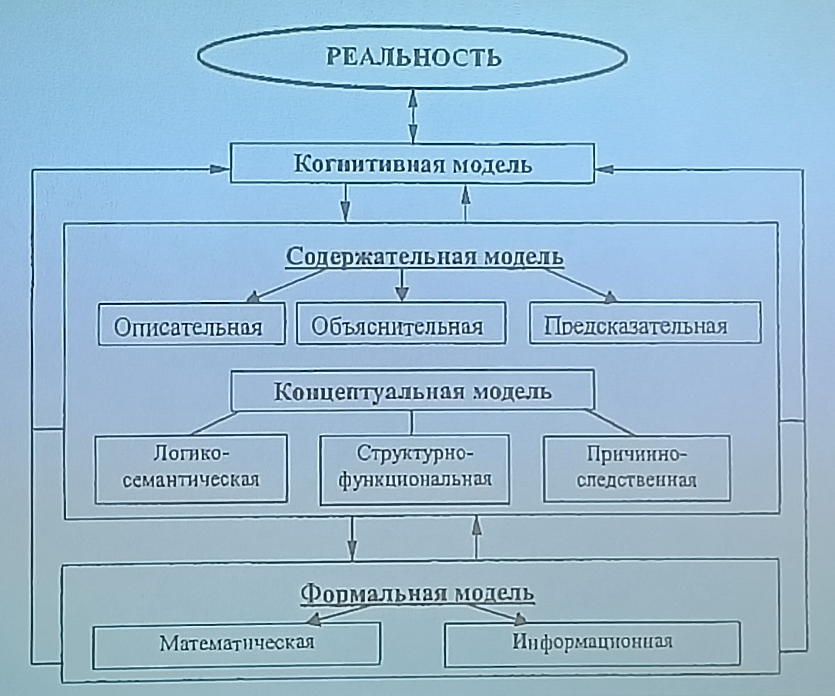 РЕАЛЬНОСТЬ
Когнитивная модель
Содержательная модель
Описательная
Объяснительная
Предсказательная
Концептуальная модель
Логико-
семантическая
Структурно-
функциональная
Причинно-
следственная
Формальная модель
Математическая
Информационная